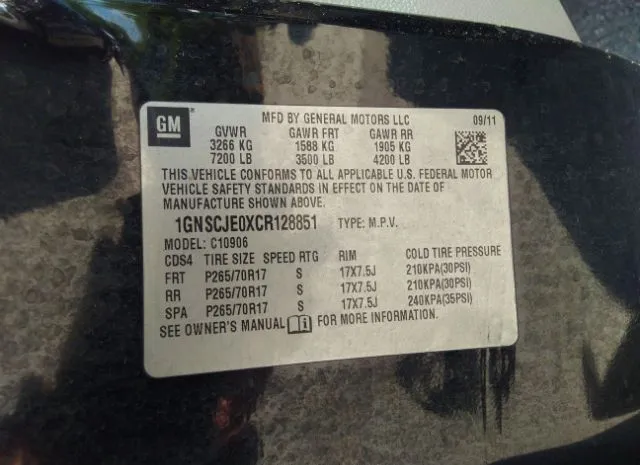 GM
MFD BY GENERAL MOTORS LLC 09/11
GVWR GAWR FRT GAWR RR
3266 KG 1588 KG 1905 KG
7200 LB 3500 LB 4200 LB
THIS VEHICLE CONFORMS TO ALL APPLICABLE U.S. FEDERAL MOTOR
VEHICLE SAFETY STANDARDS IN EFFECT ON THE DATE OF
MANUFACTURE SHOWN ABOVE.
1GNSCJE0XCR128851 TYPE: M.P.V.
MODEL: C10906
CDS4 TIRE SIZE SPEED RTG RIM COLD TIRE PRESSURE
FRT P265/70R17 S 17X7.5J 210KPA(30PSI)
RR P265/70R17 S 17X7.5J 210KPA(30PSI)
SPA P265/70R17 S 17X7.5J 240KPA(35PSI)
SEE OWNER'S MANUAL FOR MORE INFORMATION.